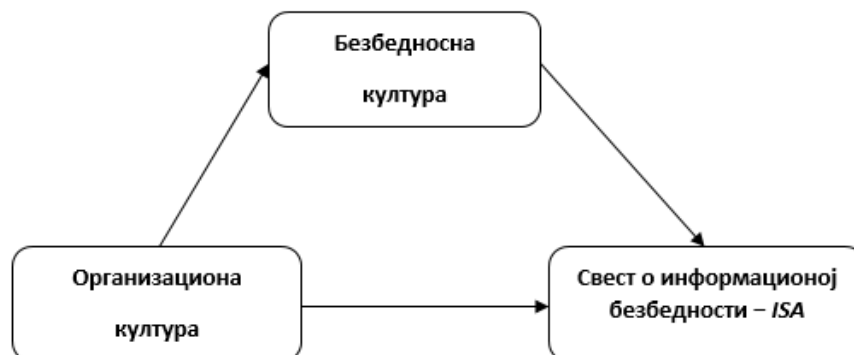 Безбедносна
култура
Организациона
култура
Свест о информационој
безбедности – ISA